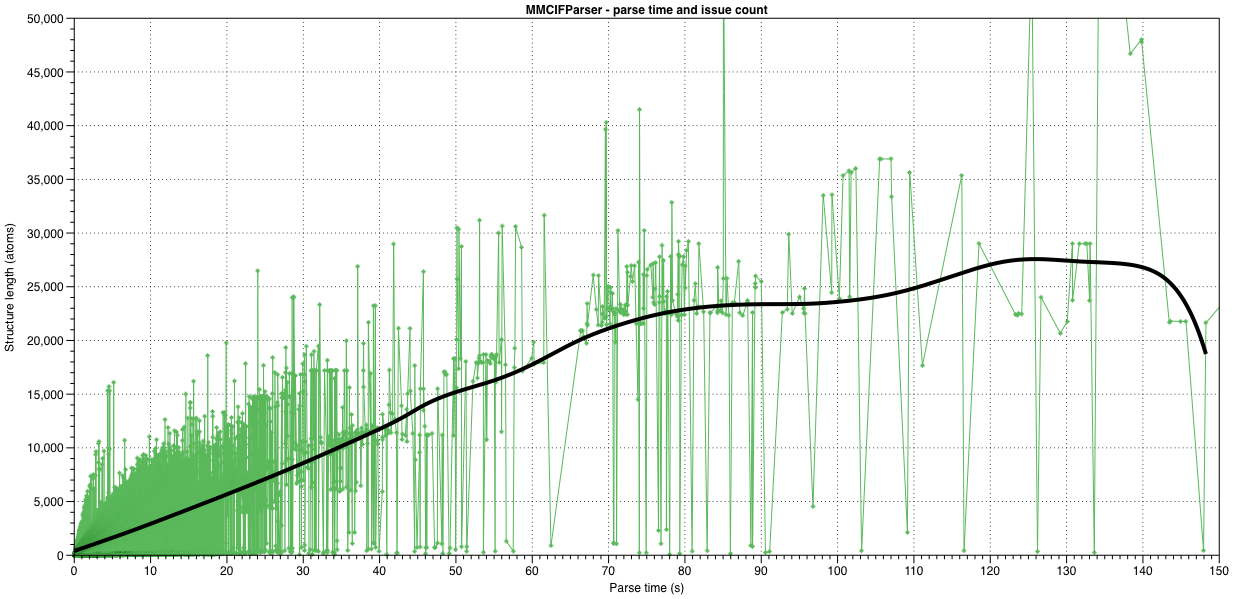 MMCIFParser - parse time and issue count
50,000
45,000
40,000
35,000
30,000
25,000
20,000
15,000
10,000
5,000
0
Structure length (atoms)
0 10 20 30 40 50 60 70 80 90 100 110 120 130 140 150
Parse time (s)